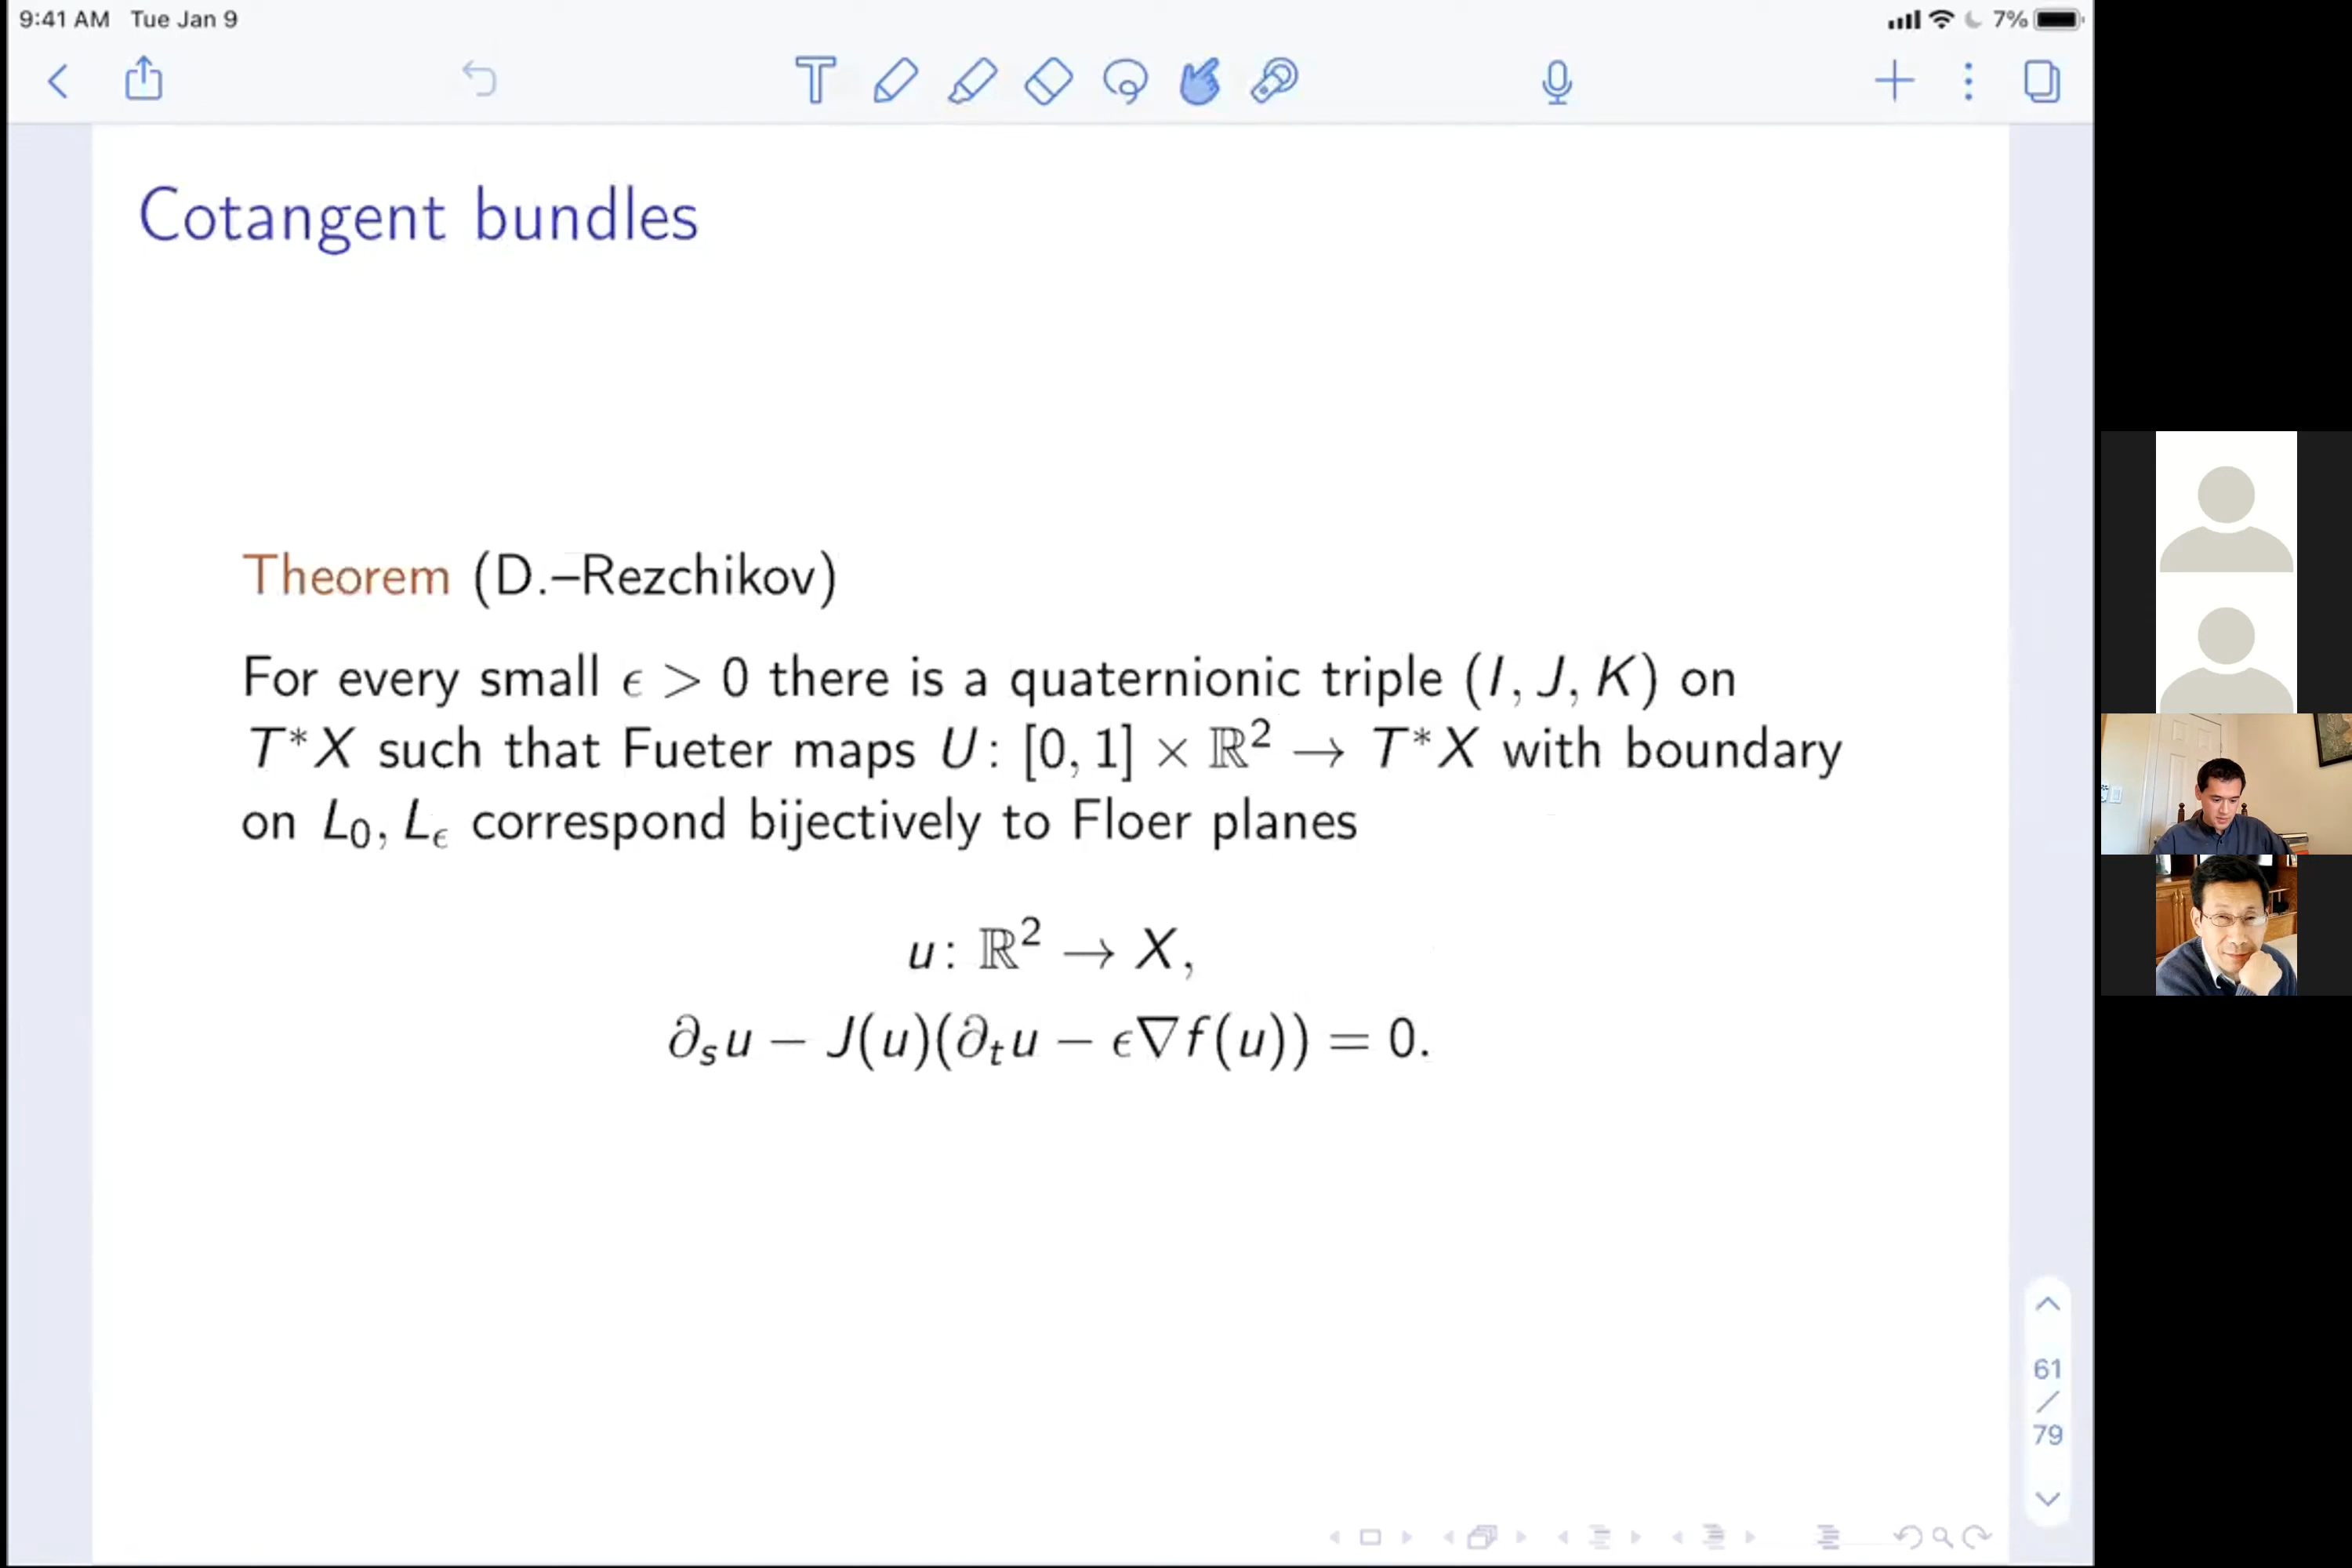 9:41 AM Tue Jan 9
7%
Cotangent bundles
Theorem (D.–Rezchikov)
For every small ϵ > 0 there is a quaternionic triple (I, J, K) on
T*X such that Fueter maps U: [0, 1] × ℝ² → T*X with boundary
on L₀, L_ϵ correspond bijectively to Floer planes
u: ℝ² → X,
∂ₛu − J(u)(∂ₜu − ϵ∇f(u)) = 0.
61
/
79